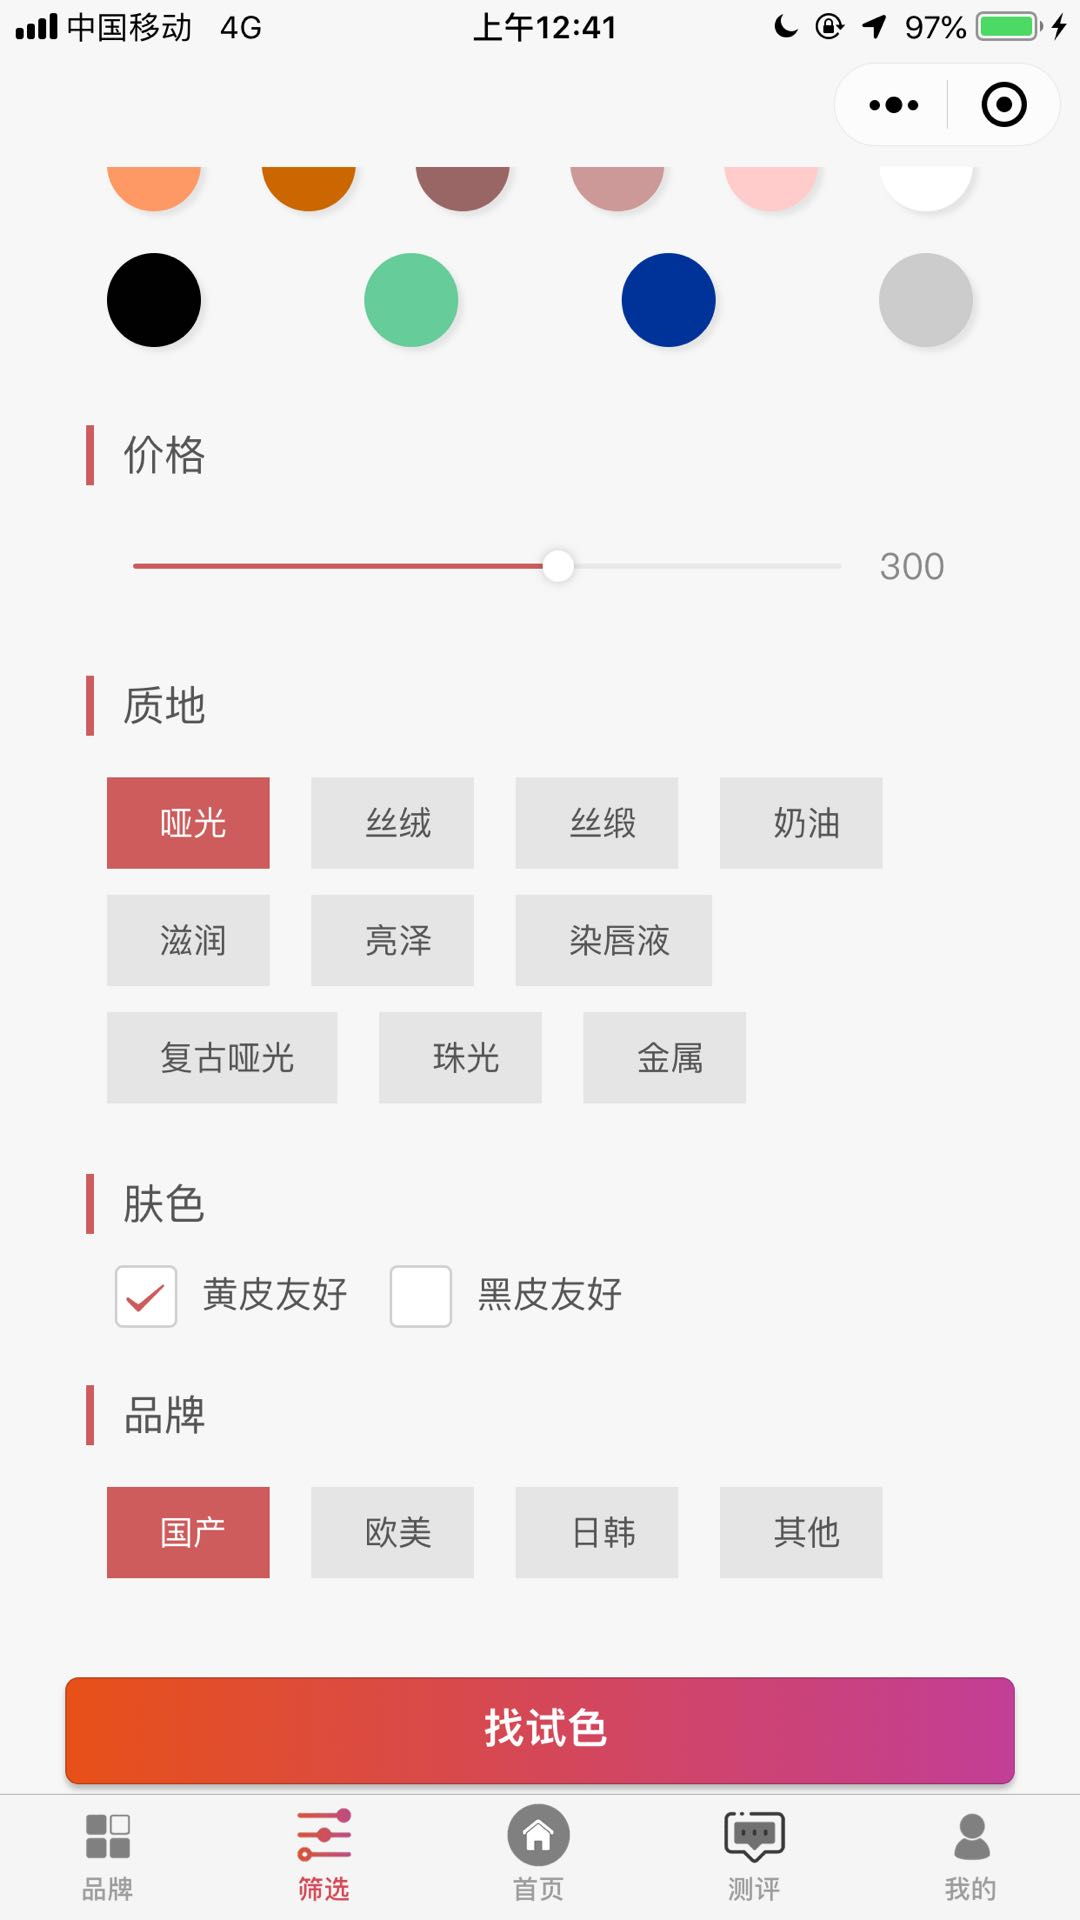 中国移动 4G 上午12:41 97%
价格
300
质地
哑光 丝绒 丝缎 奶油
滋润 亮泽 染唇液
复古哑光 珠光 金属
肤色
黄皮友好 黑皮友好
品牌
国产 欧美 日韩 其他
找试色
品牌 筛选 首页 测评 我的